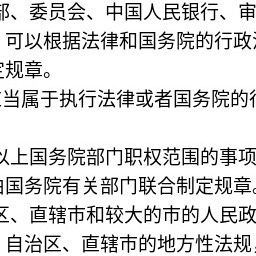 部、委员会、中国人民银行、审
可以根据法律和国务院的行政
定规章。
当属于执行法律或者国务院的行
以上国务院部门职权范围的事项
由国务院有关部门联合制定规章。
区、直辖市和较大的市的人民政
自治区、直辖市的地方性法规，